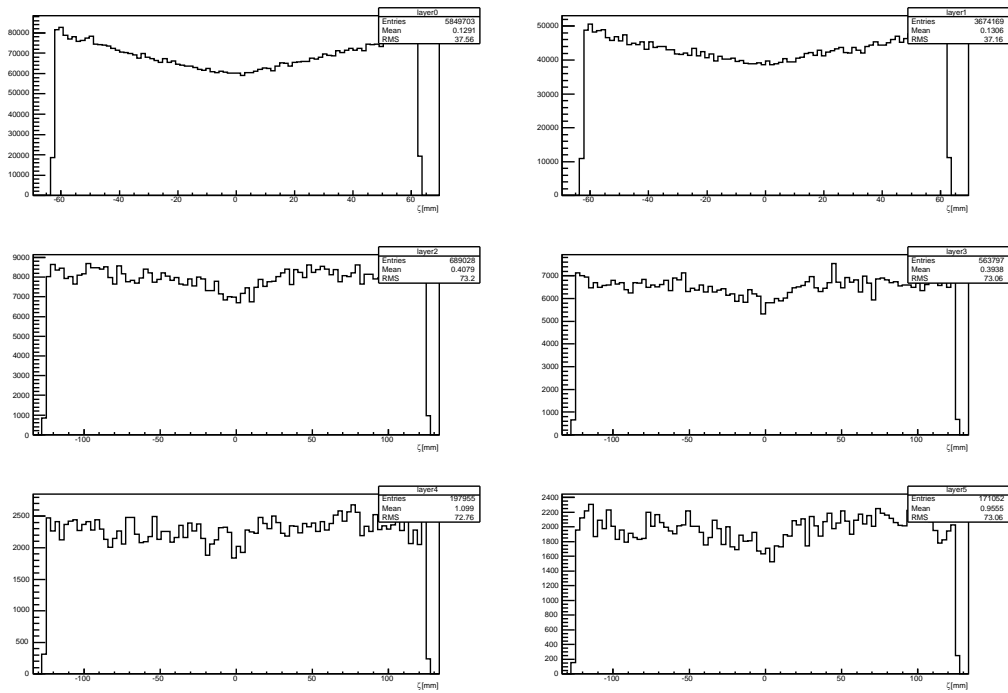 layer0
Entries 5849703
Mean 0.1291
RMS 37.56
80000
70000
60000
50000
40000
30000
20000
10000
0
-60 -40 -20 0 20 40 60
ζ[mm]
layer1
Entries 3674169
Mean 0.1306
RMS 37.16
50000
40000
30000
20000
10000
0
-60 -40 -20 0 20 40 60
ζ[mm]
layer2
Entries 689028
Mean 0.4079
RMS 73.2
9000
8000
7000
6000
5000
4000
3000
2000
1000
0
-100 -50 0 50 100
ζ[mm]
layer3
Entries 563797
Mean 0.3938
RMS 73.06
7000
6000
5000
4000
3000
2000
1000
0
-100 -50 0 50 100
ζ[mm]
layer4
Entries 197955
Mean 1.099
RMS 72.76
2500
2000
1500
1000
500
0
-100 -50 0 50 100
ζ[mm]
layer5
Entries 171052
Mean 0.9555
RMS 73.06
2400
2200
2000
1800
1600
1400
1200
1000
800
600
400
200
0
-100 -50 0 50 100
ζ[mm]